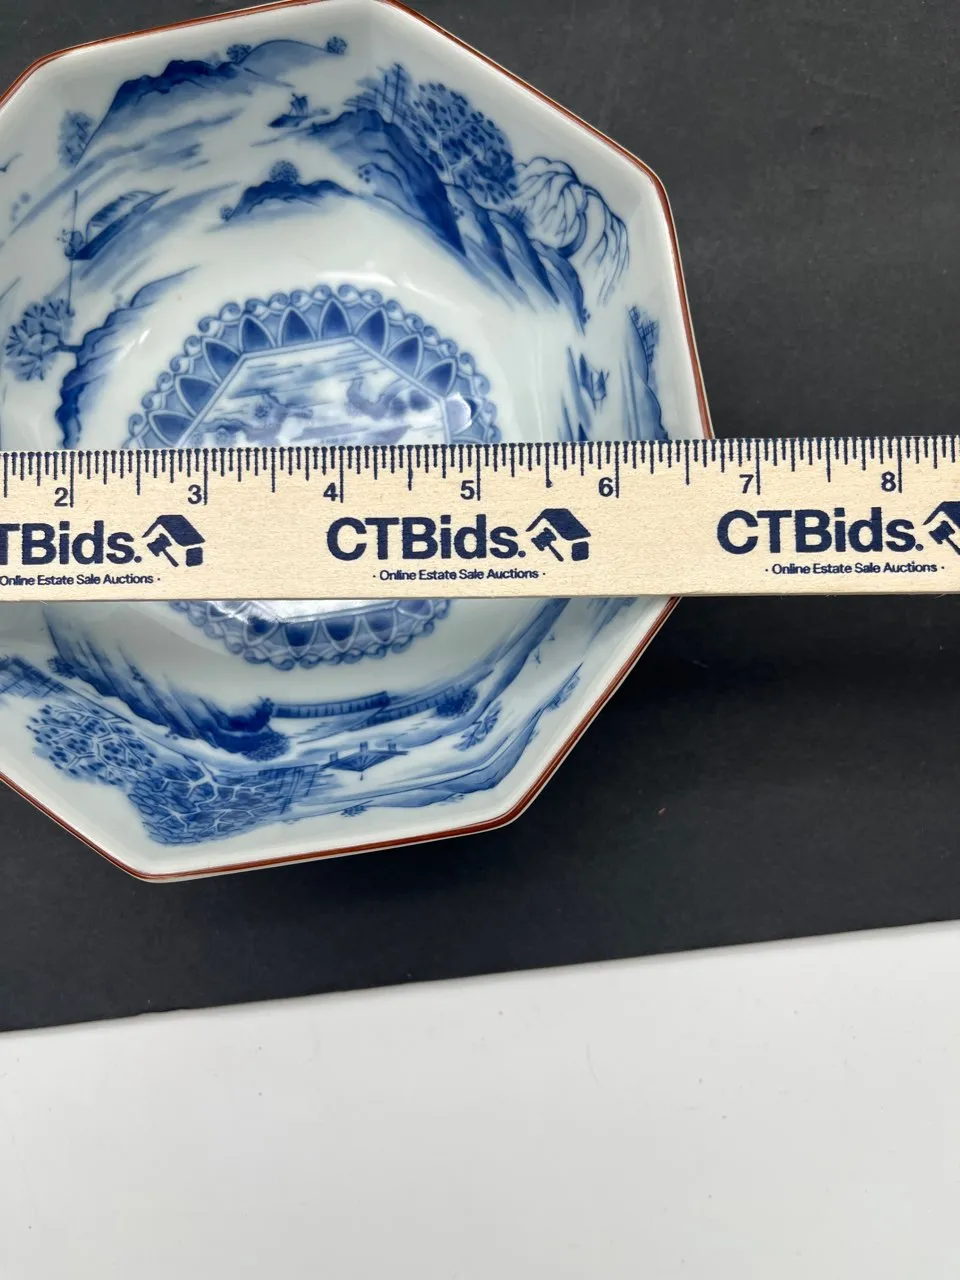 2 3 4 5 6 7 8
TBids. CTBids. CTBids.
Online Estate Sale Auctions · · Online Estate Sale Auctions · · Online Estate Sale Auctions ·